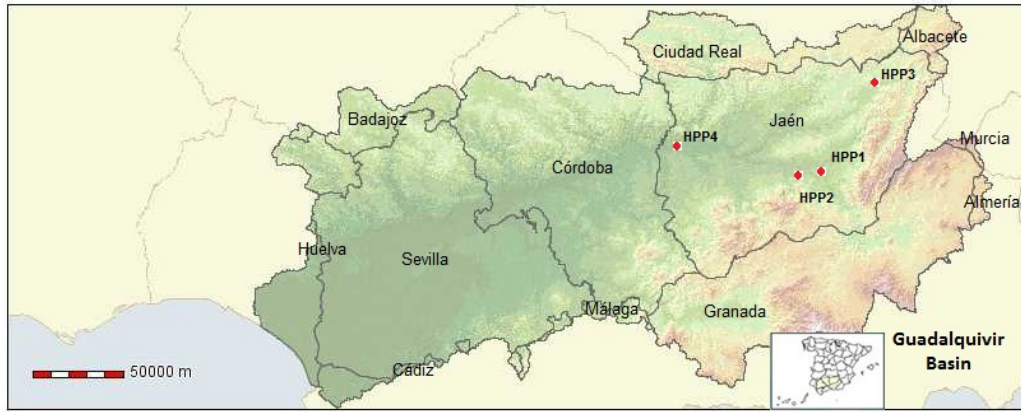 Albacete
Ciudad Real
HPP3
Badajoz
Jaén
HPP4
Murcia
HPP1
Córdoba
HPP2
Almería
Huelva
Sevilla
Málaga
Granada
Guadalquivir
Basin
Cádiz
50000 m